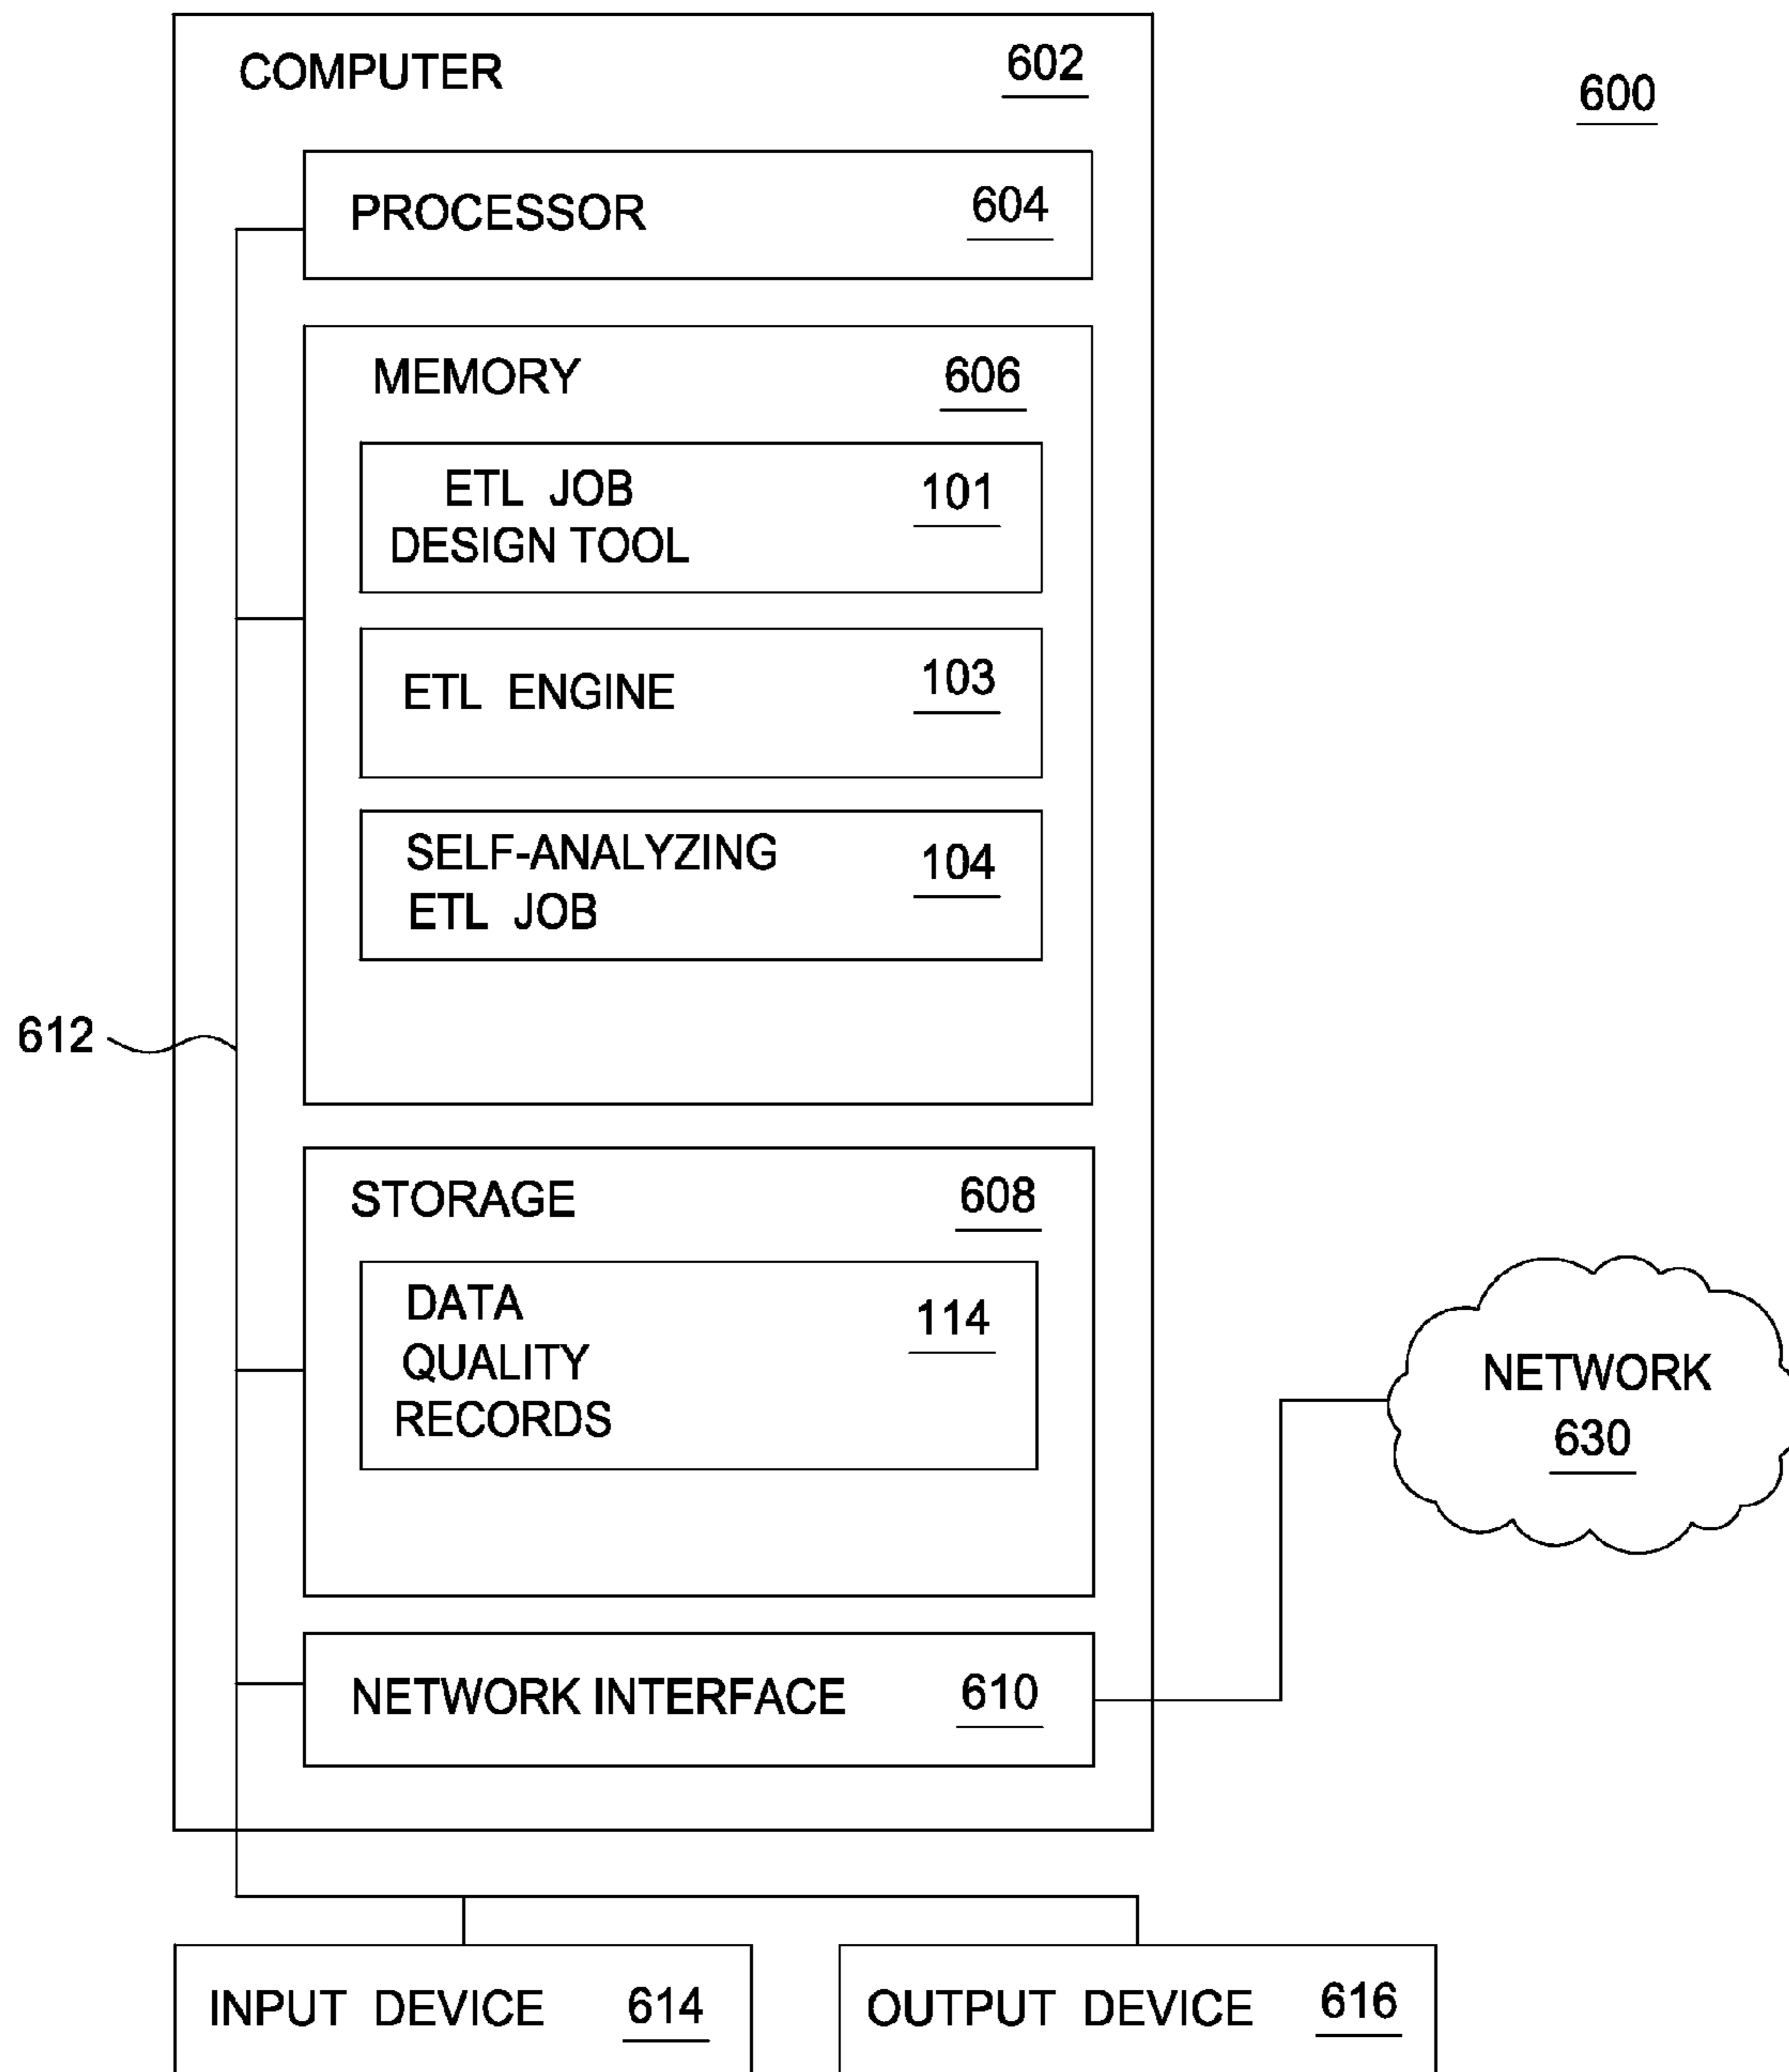 COMPUTER 602
600
PROCESSOR 604
MEMORY 606
ETL JOB 101
DESIGN TOOL
ETL ENGINE 103
SELF-ANALYZING 104
ETL JOB
612
STORAGE 608
DATA 114
QUALITY
RECORDS
NETWORK
630
NETWORK INTERFACE 610
INPUT DEVICE 614
OUTPUT DEVICE 616